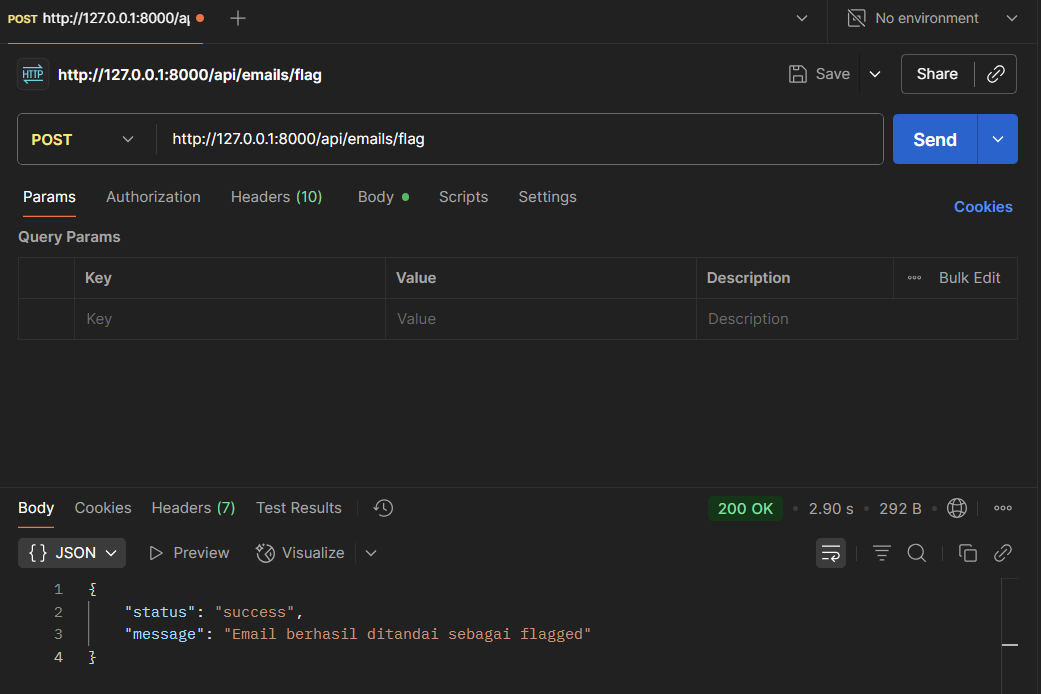 POST http://127.0.0.1:8000/ap
No environment
HTTP http://127.0.0.1:8000/api/emails/flag
Save
Share
POST
http://127.0.0.1:8000/api/emails/flag
Send
Params Authorization Headers (10) Body Scripts Settings
Cookies
Query Params
Key Value Description Bulk Edit
Key Value Description
Body Cookies Headers (7) Test Results
200 OK 2.90 s 292 B
{} JSON Preview Visualize
1 {
2 "status": "success",
3 "message": "Email berhasil ditandai sebagai flagged"
4 }